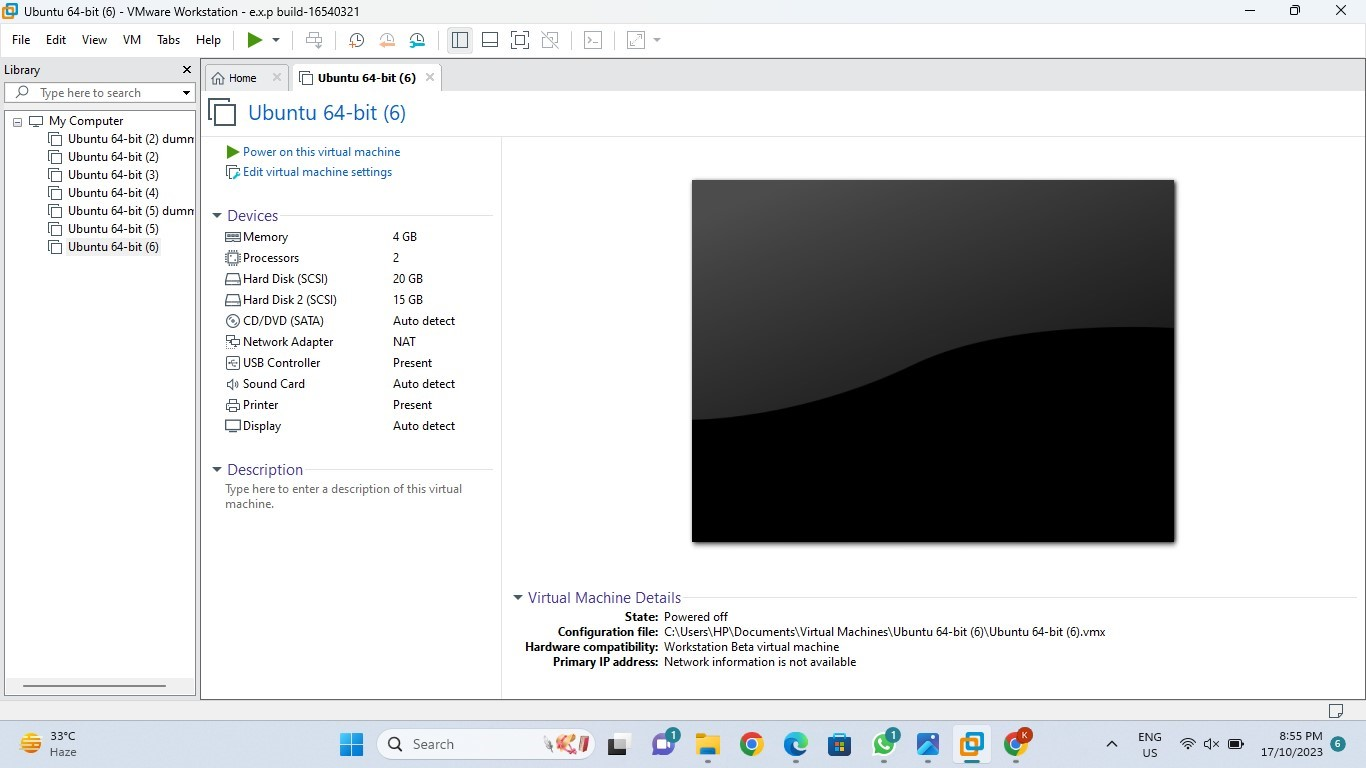 Ubuntu 64-bit (6) - VMware Workstation - e.x.p build-16540321
File Edit View VM Tabs Help
Library
Type here to search
My Computer
Ubuntu 64-bit (2) dumm
Ubuntu 64-bit (2)
Ubuntu 64-bit (3)
Ubuntu 64-bit (4)
Ubuntu 64-bit (5) dumm
Ubuntu 64-bit (5)
Ubuntu 64-bit (6)
Home
Ubuntu 64-bit (6)
Ubuntu 64-bit (6)
Power on this virtual machine
Edit virtual machine settings
Devices
Memory 4 GB
Processors 2
Hard Disk (SCSI) 20 GB
Hard Disk 2 (SCSI) 15 GB
CD/DVD (SATA) Auto detect
Network Adapter NAT
USB Controller Present
Sound Card Auto detect
Printer Present
Display Auto detect
Description
Type here to enter a description of this virtual
machine.
Virtual Machine Details
State: Powered off
Configuration file: C:\Users\HP\Documents\Virtual Machines\Ubuntu 64-bit (6)\Ubuntu 64-bit (6).vmx
Hardware compatibility: Workstation Beta virtual machine
Primary IP address: Network information is not available
33°C
Haze
Search
1
1
K
ENG
US
8:55 PM
17/10/2023
6